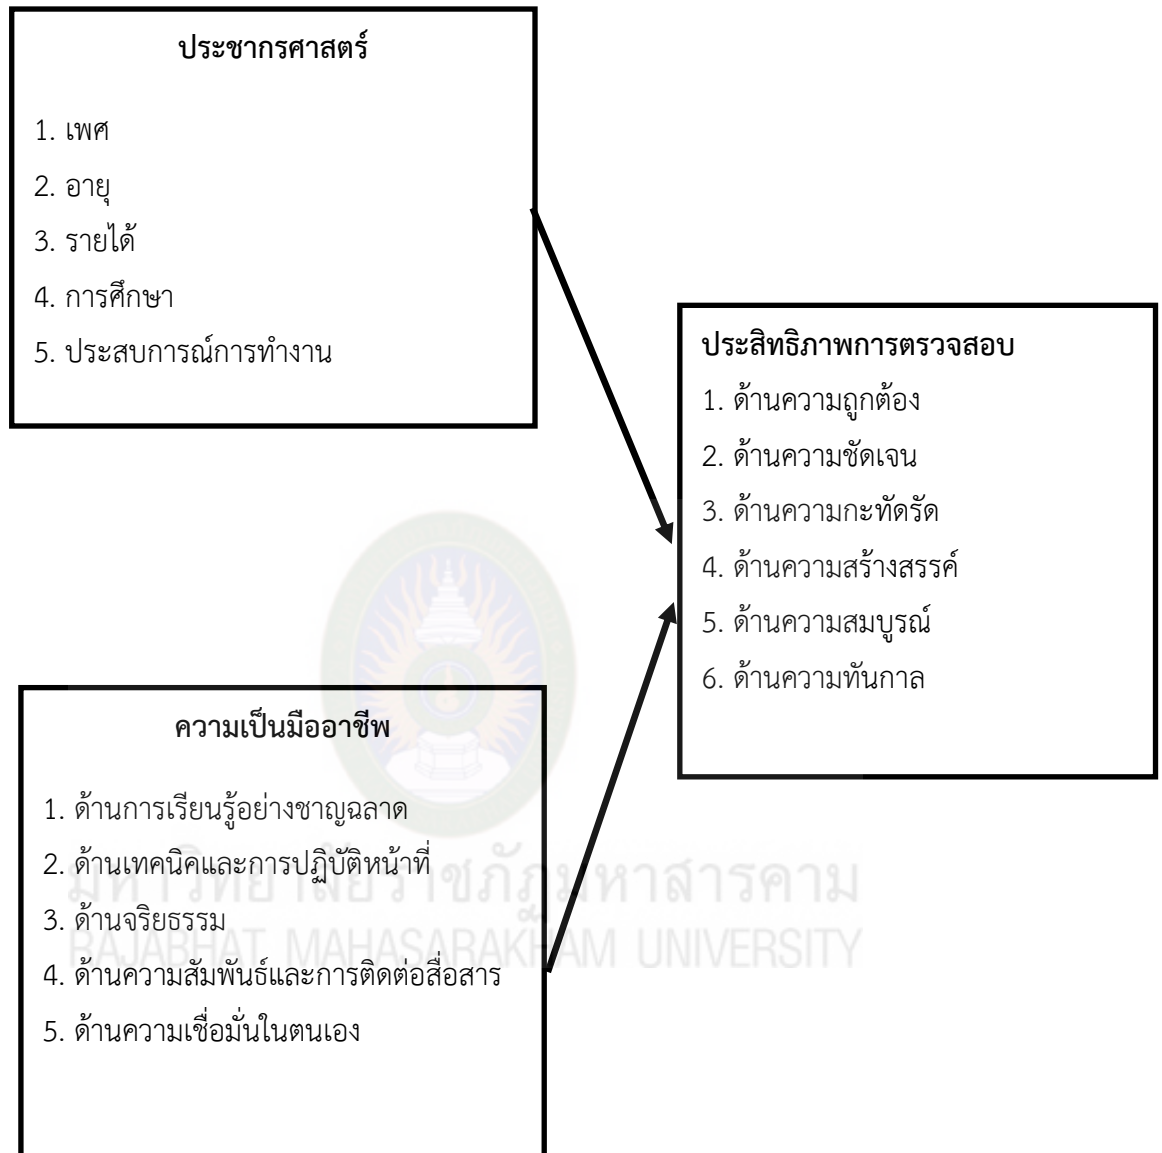 ประชากรศาสตร์
1. เพศ
2. อายุ
3. รายได้
4. การศึกษา
5. ประสบการณ์การทำงาน
ประสิทธิภาพการตรวจสอบ
1. ด้านความถูกต้อง
2. ด้านความชัดเจน
3. ด้านความกะทัดรัด
4. ด้านความสร้างสรรค์
5. ด้านความสมบูรณ์
6. ด้านความทันกาล
ความเป็นมืออาชีพ
1. ด้านการเรียนรู้อย่างชาญฉลาด
2. ด้านเทคนิคและการปฏิบัติหน้าที่
3. ด้านจริยธรรม
4. ด้านความสัมพันธ์และการติดต่อสื่อสาร
5. ด้านความเชื่อมั่นในตนเอง
มหาวิทยาลัยราชภัฏมหาสารคาม
RAJABHAT MAHASARAKHAM UNIVERSITY